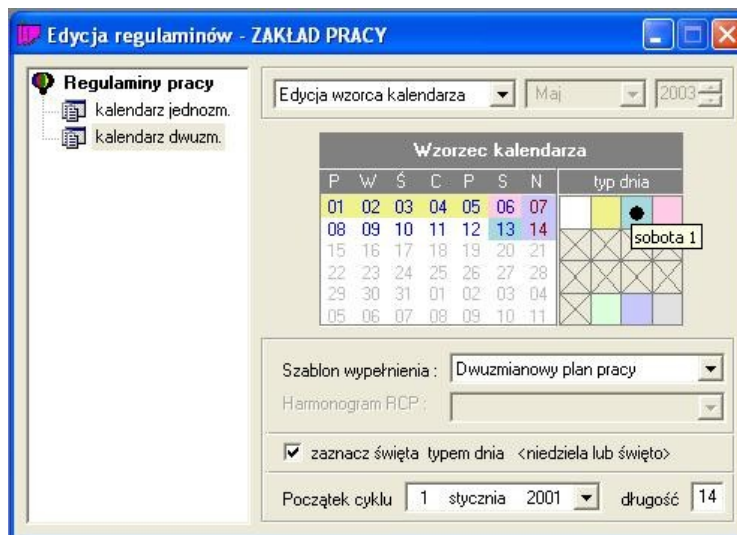 Edycja regulaminów - ZAKŁAD PRACY
Regulaminy pracy
kalendarz jednozm.
kalendarz dwuzm.
Edycja wzorca kalendarza Maj 2003
Wzorzec kalendarza
P W Ś C P S N typ dnia
01 02 03 04 05 06 07
08 09 10 11 12 13 14
sobota 1
15 16 17 18 19 20 21
22 23 24 25 26 27 28
29 30 31 01 02 03 04
05 06 07 08 09 10 11
Szablon wypełnienia : Dwuzmianowy plan pracy
Harmonogram RCP :
zaznacz święta typem dnia <niedziela lub święto>
Początek cyklu 1 stycznia 2001 długość 14